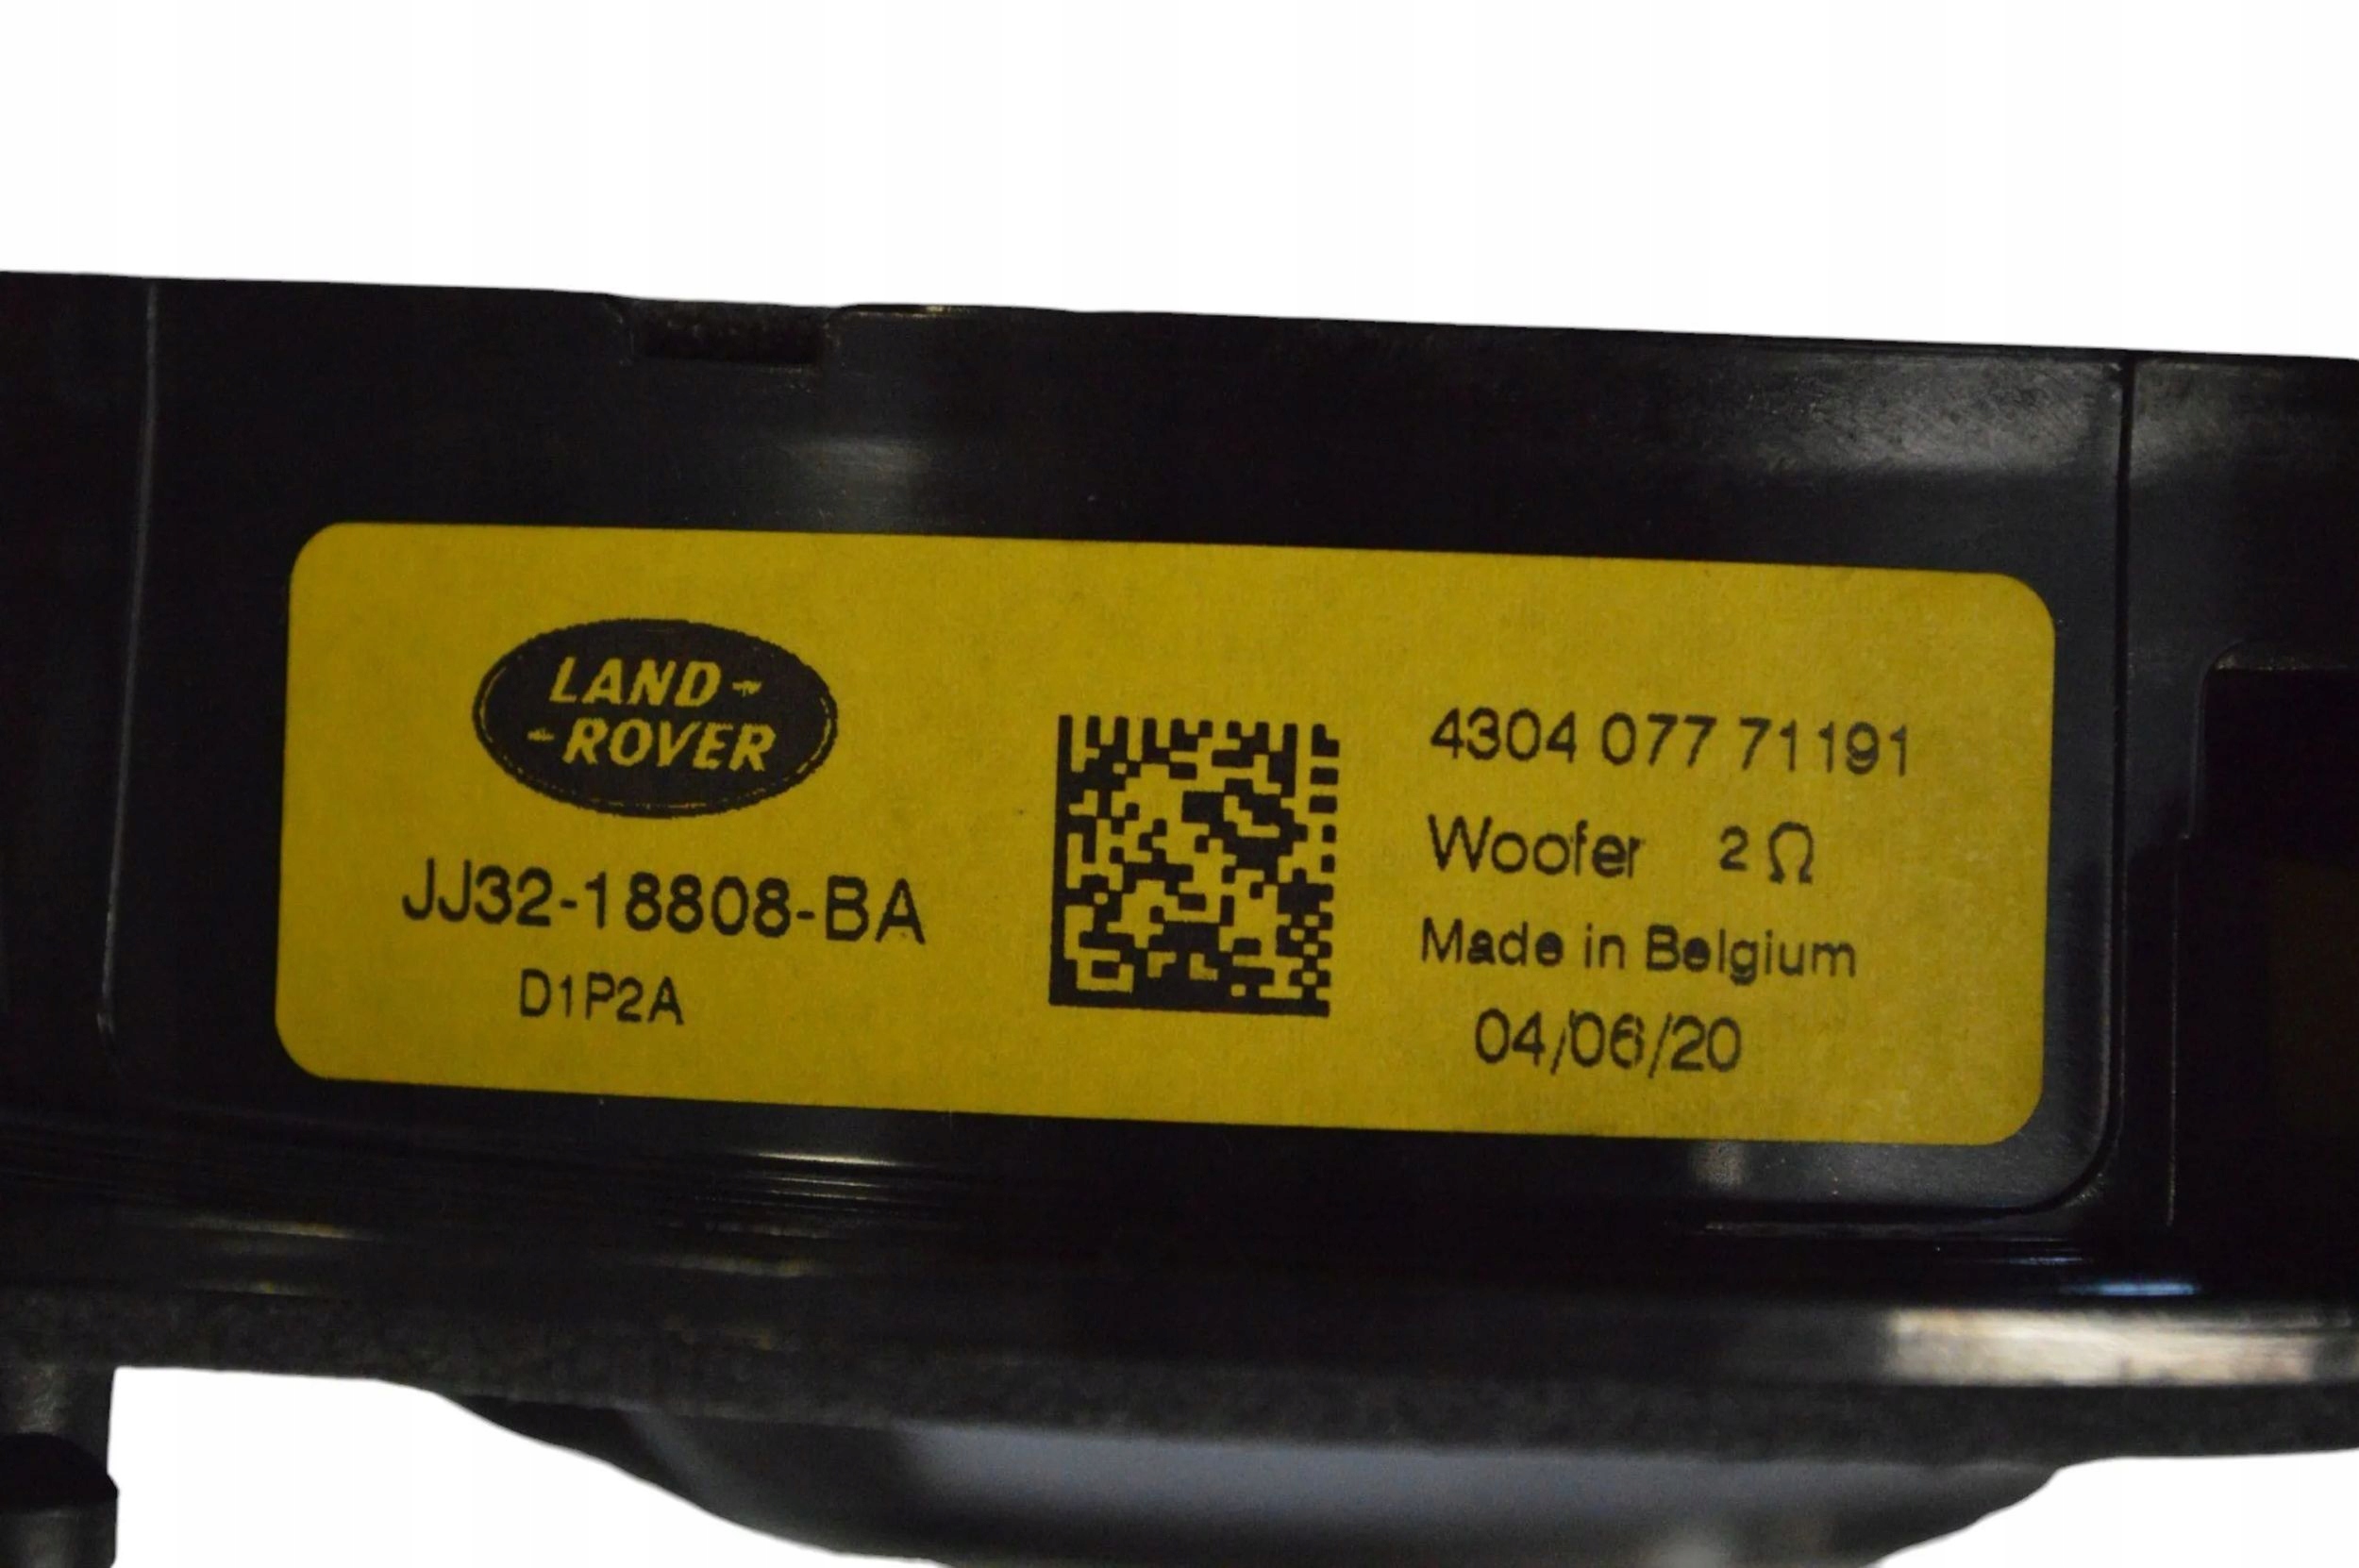 LAND-
-ROVER
JJ32-18808-BA
D1P2A
4304 077 71191
Woofer 2 Ω
Made in Belgium
04/06/20